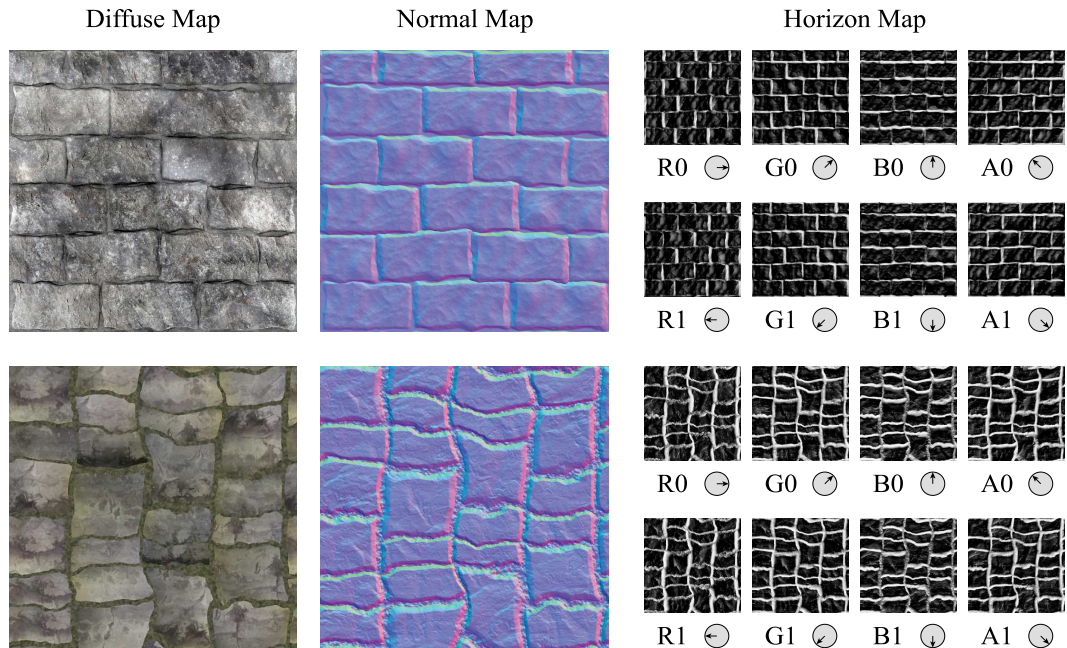 Diffuse Map Normal Map Horizon Map
R0 G0 B0 A0
R1 G1 B1 A1
R0 G0 B0 A0
R1 G1 B1 A1